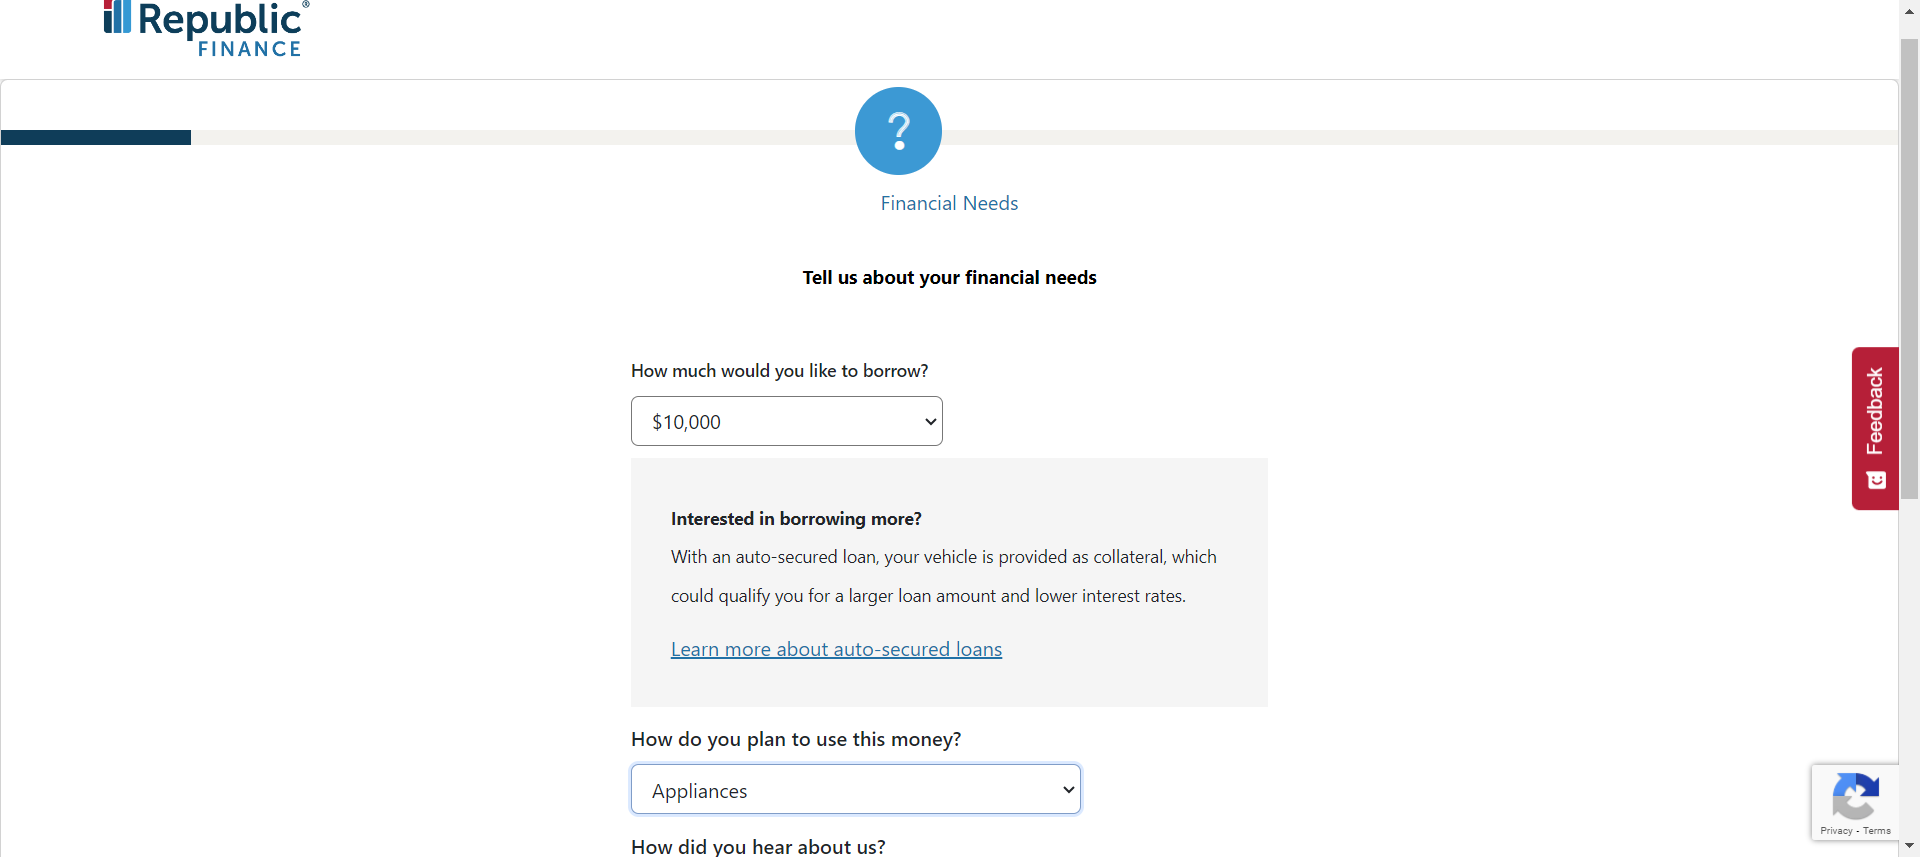 Republic®
FINANCE
?
Financial Needs
Tell us about your financial needs
How much would you like to borrow?
$10,000
Interested in borrowing more?
With an auto-secured loan, your vehicle is provided as collateral, which
could qualify you for a larger loan amount and lower interest rates.
Learn more about auto-secured loans
How do you plan to use this money?
Appliances
How did you hear about us?
Feedback
Privacy - Terms